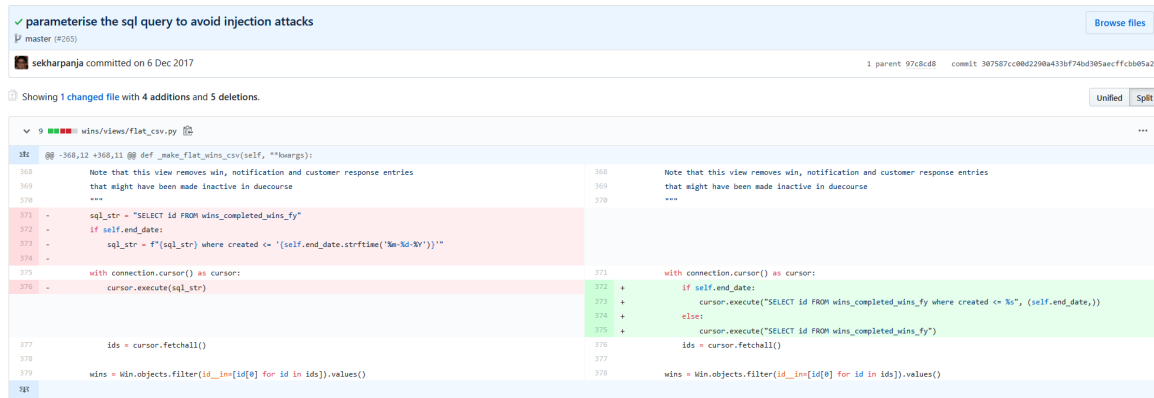 ✓ parameterise the sql query to avoid injection attacks
Browse files
master (#265)
sekharpanja committed on 6 Dec 2017
1 parent 97c8cd8 commit 307587cc00d2290a433bf74bd305aecffcbb05a2
Showing 1 changed file with 4 additions and 5 deletions.
Unified Split
9 wins/views/flat_csv.py
...
@@ -368,12 +368,11 @@ def _make_flat_wins_csv(self, **kwargs):
368 Note that this view removes win, notification and customer response entries 368 Note that this view removes win, notification and customer response entries
369 that might have been made inactive in duecourse 369 that might have been made inactive in duecourse
370 """ 370 """
371 - sql_str = "SELECT id FROM wins_completed_wins_fy"
372 - if self.end_date:
373 - sql_str = f"{sql_str} where created <= '{self.end_date.strftime('%m-%d-%Y')}'"
374 -
375 with connection.cursor() as cursor: 371 with connection.cursor() as cursor:
376 - cursor.execute(sql_str) 372 + if self.end_date:
373 + cursor.execute("SELECT id FROM wins_completed_wins_fy where created <= %s", (self.end_date,))
374 + else:
375 + cursor.execute("SELECT id FROM wins_completed_wins_fy")
377 ids = cursor.fetchall() 376 ids = cursor.fetchall()
378 377
379 wins = Win.objects.filter(id__in=[id[0] for id in ids]).values() 378 wins = Win.objects.filter(id__in=[id[0] for id in ids]).values()